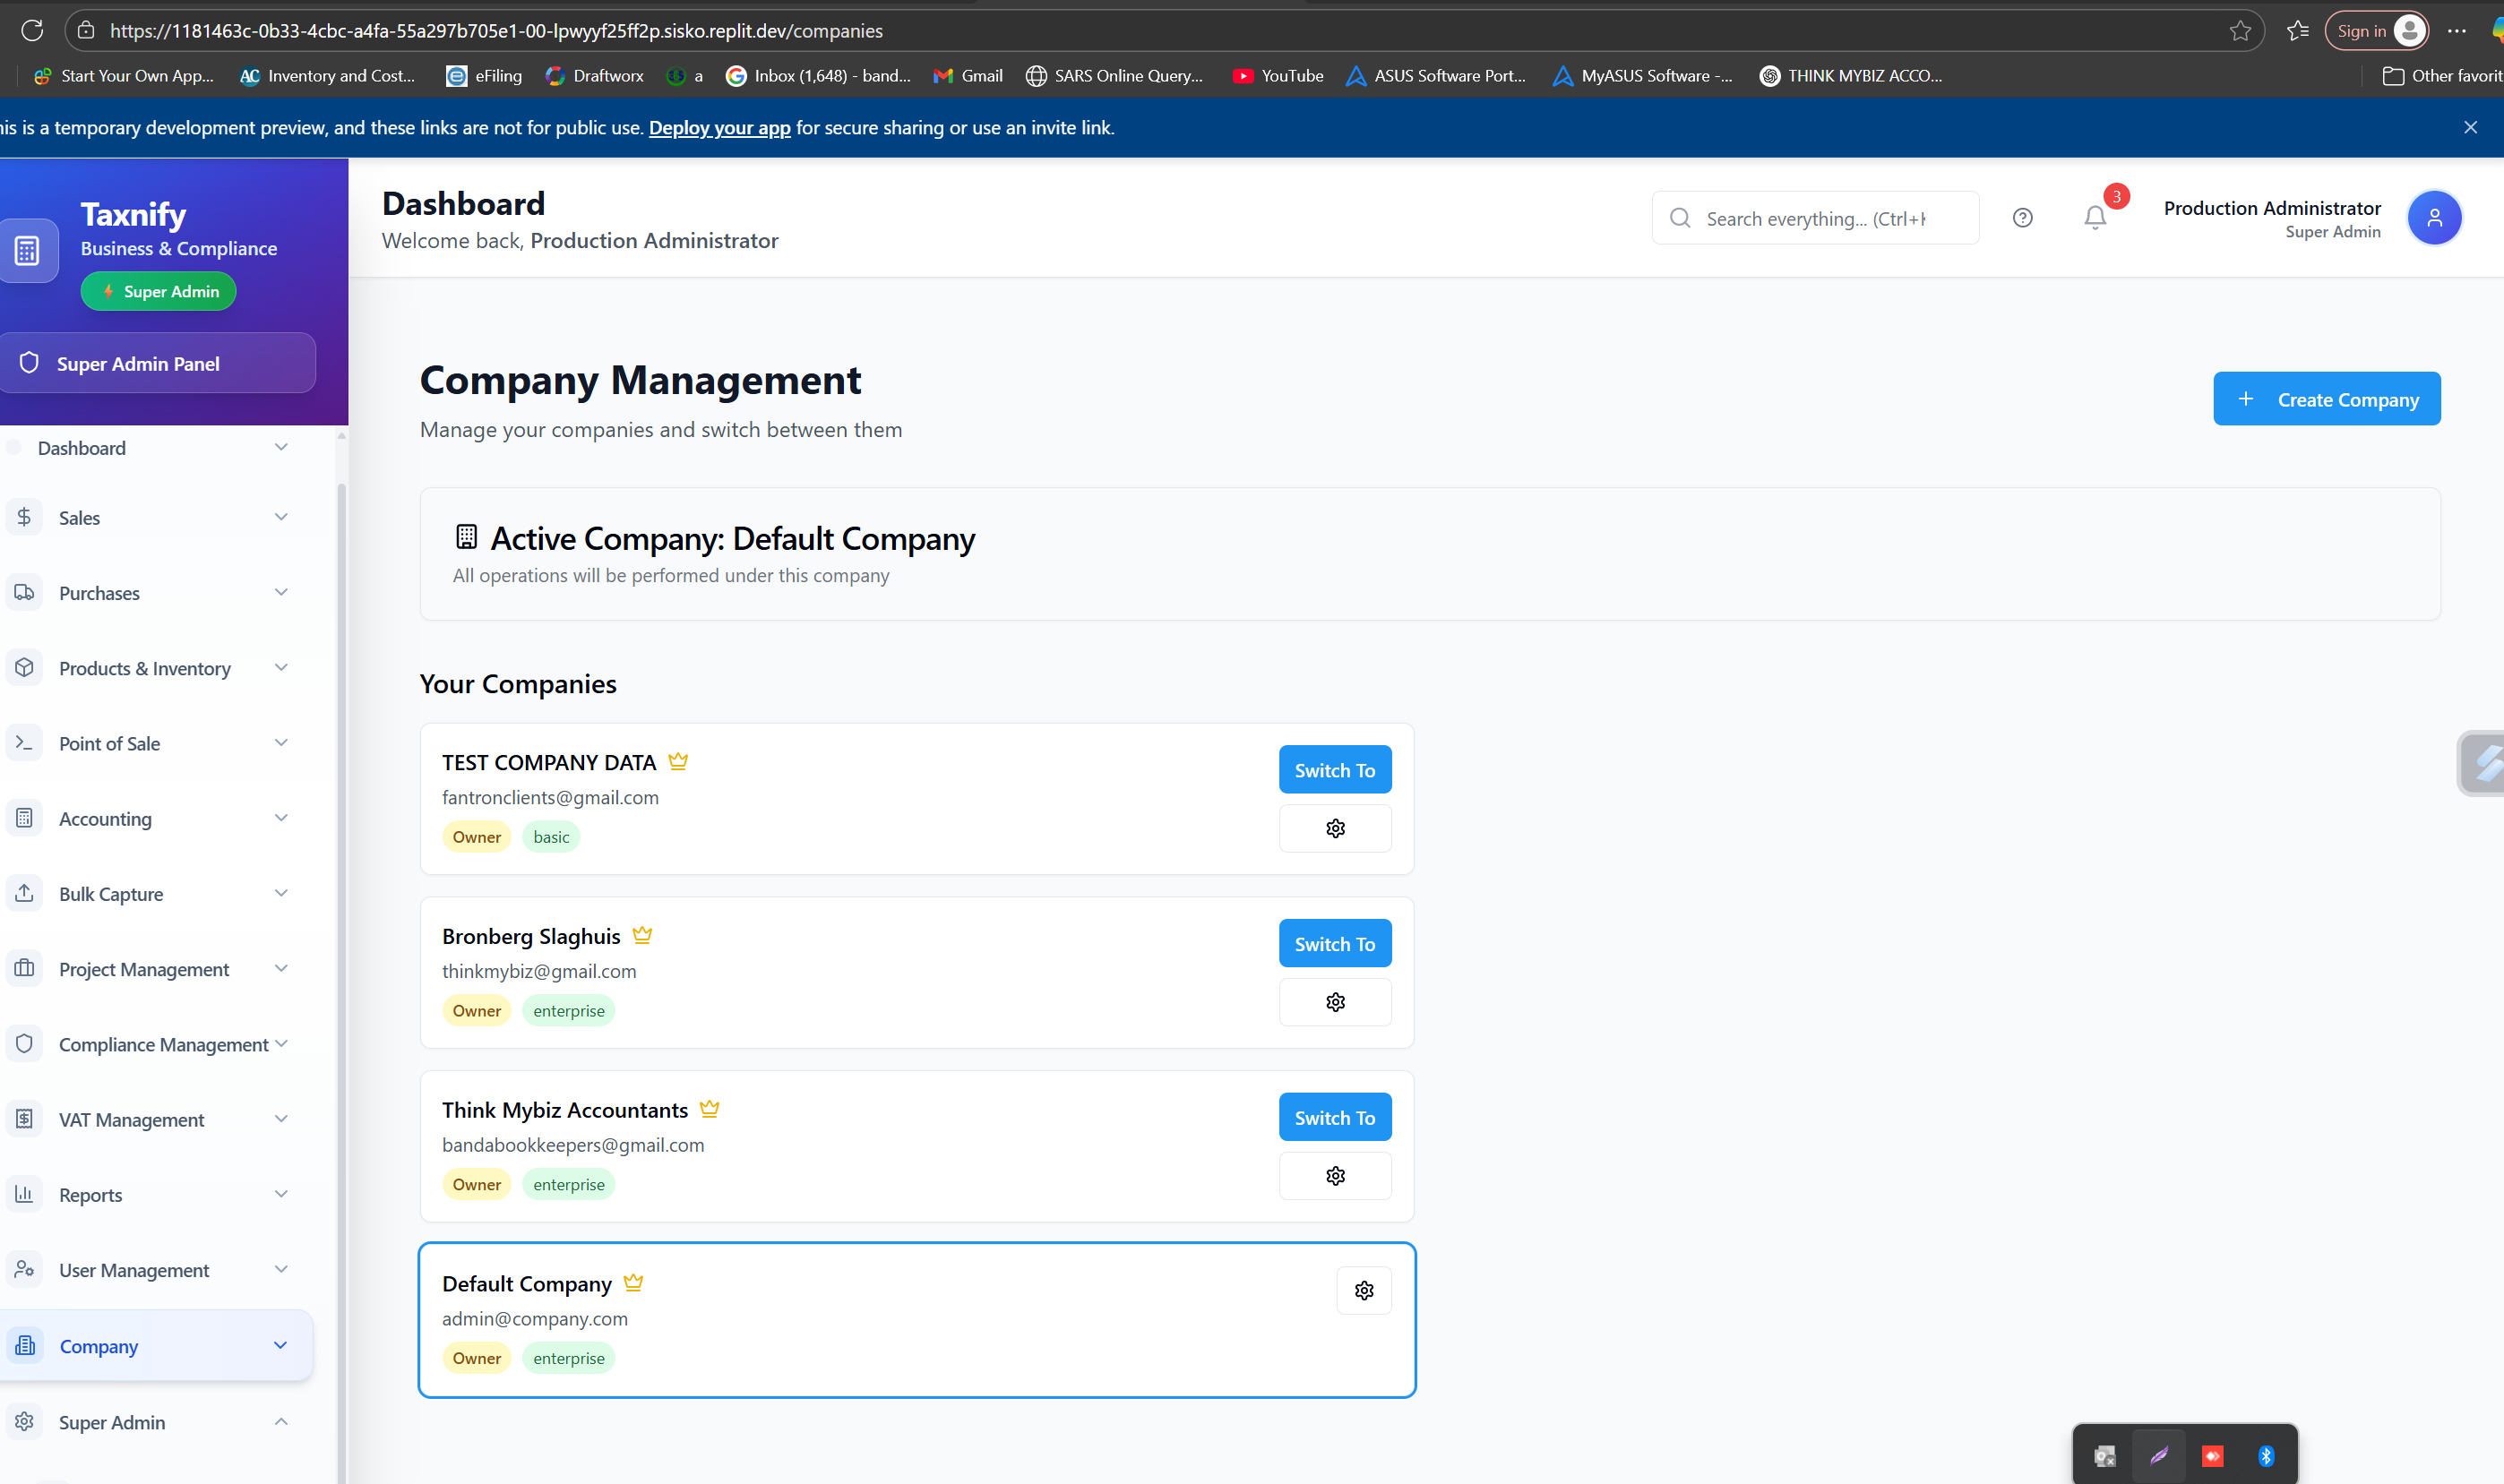 https://1181463c-0b33-4cbc-a4fa-55a297b705e1-00-lpwyyf25ff2p.sisko.replit.dev/companies
Sign in
Start Your Own App...
Inventory and Cost...
eFiling
Draftworx
a
Inbox (1,648) - band...
Gmail
SARS Online Query...
YouTube
ASUS Software Port...
MyASUS Software -...
THINK MYBIZ ACCO...
Other favorit
his is a temporary development preview, and these links are not for public use. Deploy your app for secure sharing or use an invite link.
Taxnify
Business & Compliance
Super Admin
Super Admin Panel
Dashboard
Sales
Purchases
Products & Inventory
Point of Sale
Accounting
Bulk Capture
Project Management
Compliance Management
VAT Management
Reports
User Management
Company
Super Admin
Dashboard
Welcome back, Production Administrator
Search everything... (Ctrl+
3
Production Administrator
Super Admin
Company Management
Manage your companies and switch between them
Create Company
Active Company: Default Company
All operations will be performed under this company
Your Companies
TEST COMPANY DATA
fantronclients@gmail.com
Owner basic
Switch To
Bronberg Slaghuis
thinkmybiz@gmail.com
Owner enterprise
Switch To
Think Mybiz Accountants
bandabookkeepers@gmail.com
Owner enterprise
Switch To
Default Company
admin@company.com
Owner enterprise